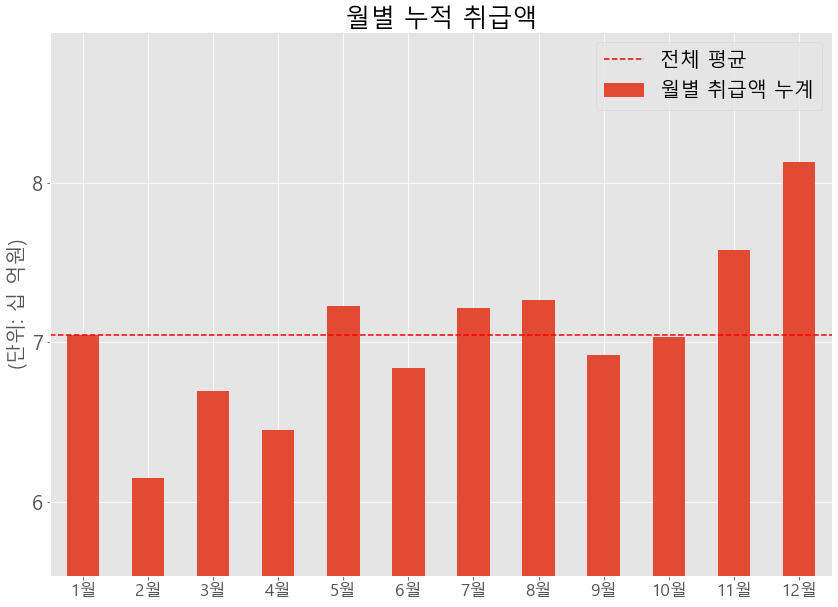 월별 누적 취급액
전체 평균
월별 취급액 누계
(단위: 십 억원)
8
7
6
1월 2월 3월 4월 5월 6월 7월 8월 9월 10월 11월 12월